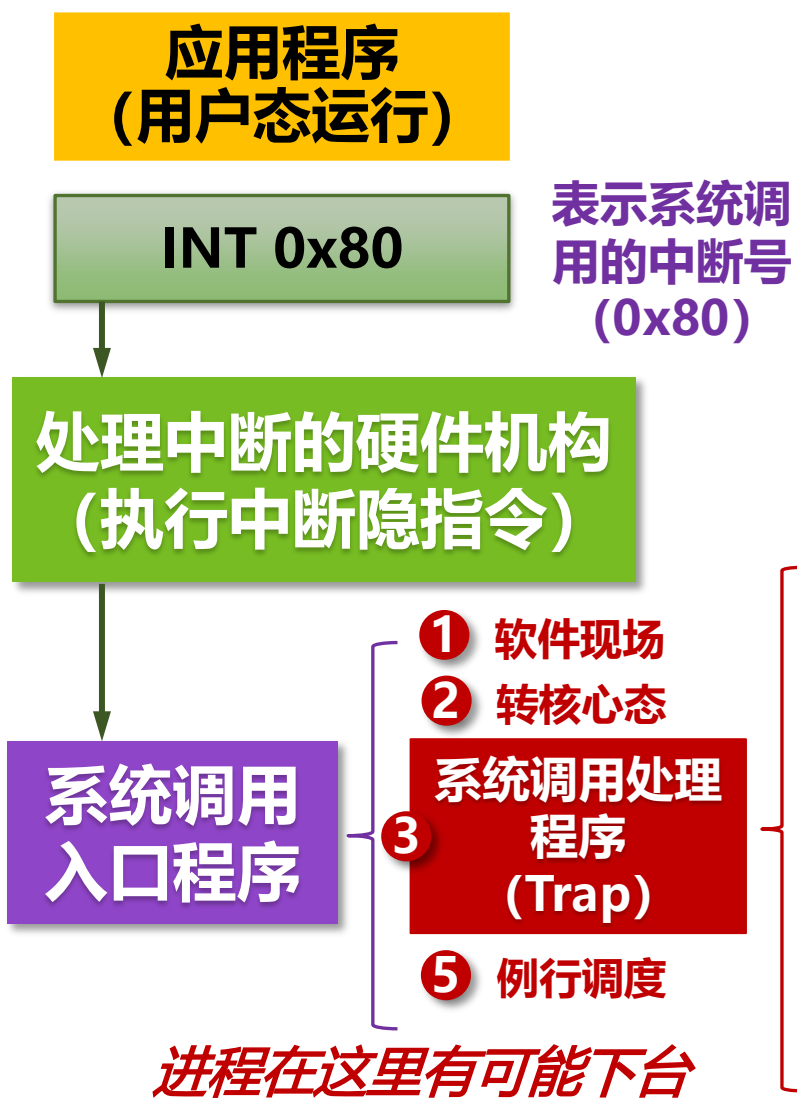 应用程序
（用户态运行）
INT 0x80
表示系统调
用的中断号
（0x80）
处理中断的硬件机构
（执行中断隐指令）
1 软件现场
2 转核心态
系统调用
入口程序
3
系统调用处理
程序
（Trap）
5 例行调度
进程在这里有可能下台